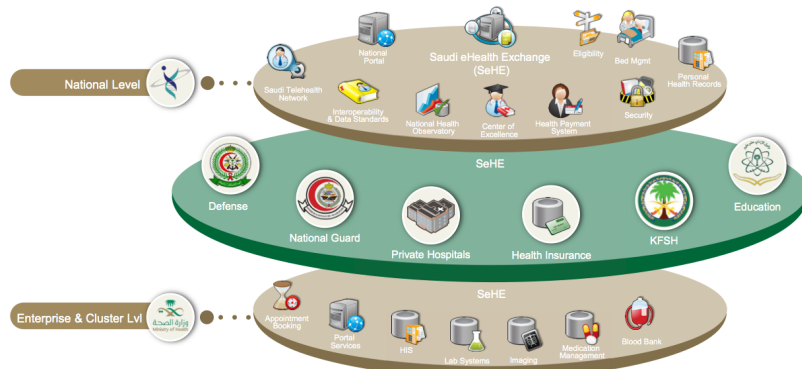 National Level
National
Portal
Saudi eHealth Exchange
(SeHE)
Eligibility
Bed Mgmt
Personal
Health Records
Saudi Telehealth
Network
Interoperability
& Data Standards
National Health
Observatory
Center of
Excellence
Health Payment
System
Security
SeHE
Defense
National Guard
Private Hospitals
Health Insurance
KFSH
Education
SeHE
Enterprise & Cluster Lvl
وزارة الصحة
Ministry of Health
Appointment
Booking
Portal
Services
HIS
Lab Systems
Imaging
Medication
Management
Blood Bank